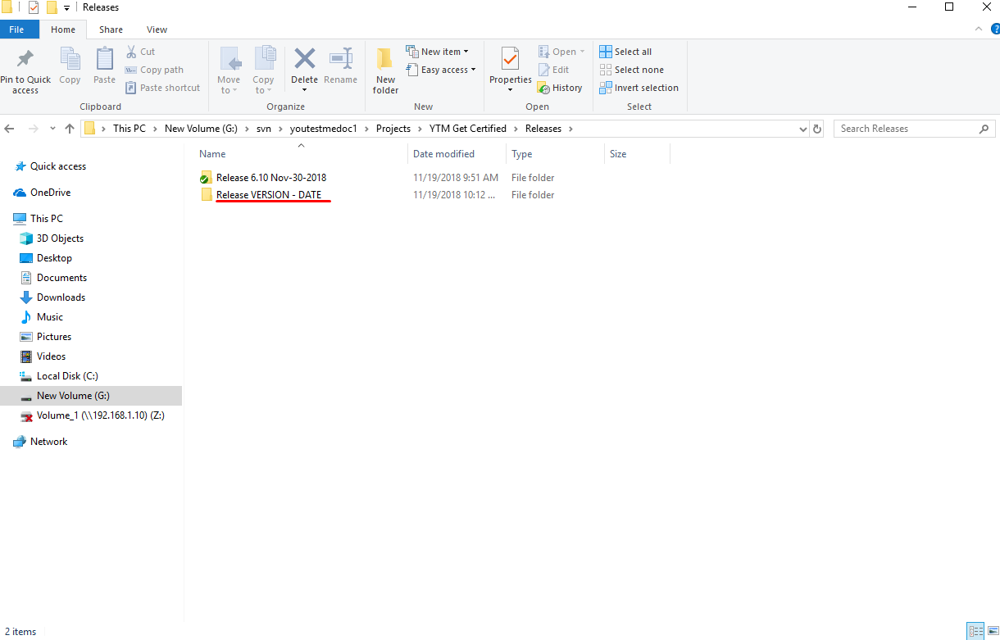 Releases
File Home Share View
Pin to Quick access
Copy
Paste
Cut
Copy path
Paste shortcut
Clipboard
Move to
Copy to
Delete
Rename
Organize
New folder
New item
Easy access
New
Properties
Open
Edit
History
Open
Select all
Select none
Invert selection
Select
This PC > New Volume (G:) > svn > youtestmedoc1 > Projects > YTM Get Certified > Releases >
Search Releases
Name Date modified Type Size
Release 6.10 Nov-30-2018 11/19/2018 9:51 AM File folder
Release VERSION - DATE 11/19/2018 10:12 ... File folder
Quick access
OneDrive
This PC
3D Objects
Desktop
Documents
Downloads
Music
Pictures
Videos
Local Disk (C:)
New Volume (G:)
Volume_1 (\\192.168.1.10) (Z:)
Network
2 items